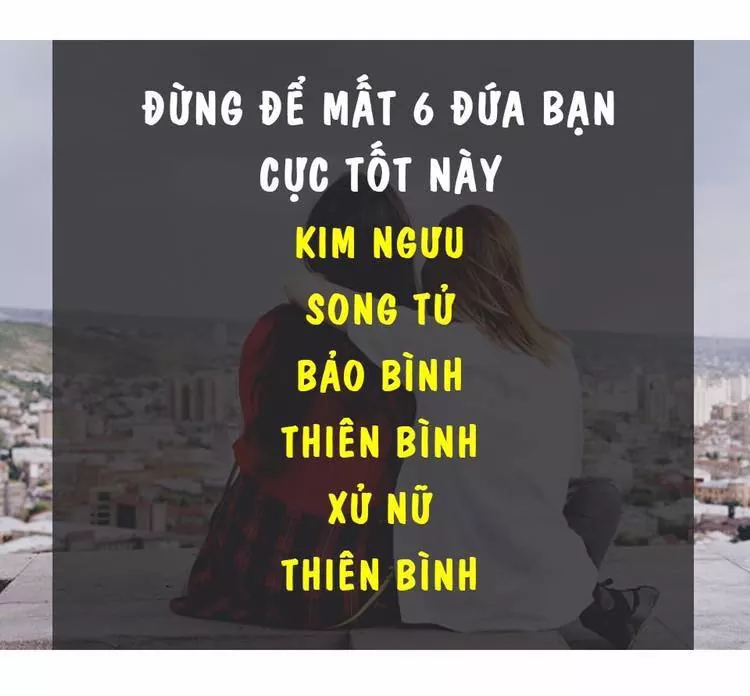 ĐỪNG ĐỂ MẤT 6 ĐỨA BẠN
CỰC TỐT NÀY
KIM NGƯU
SONG TỬ
BẢO BÌNH
THIÊN BÌNH
XỬ NỮ
THIÊN BÌNH